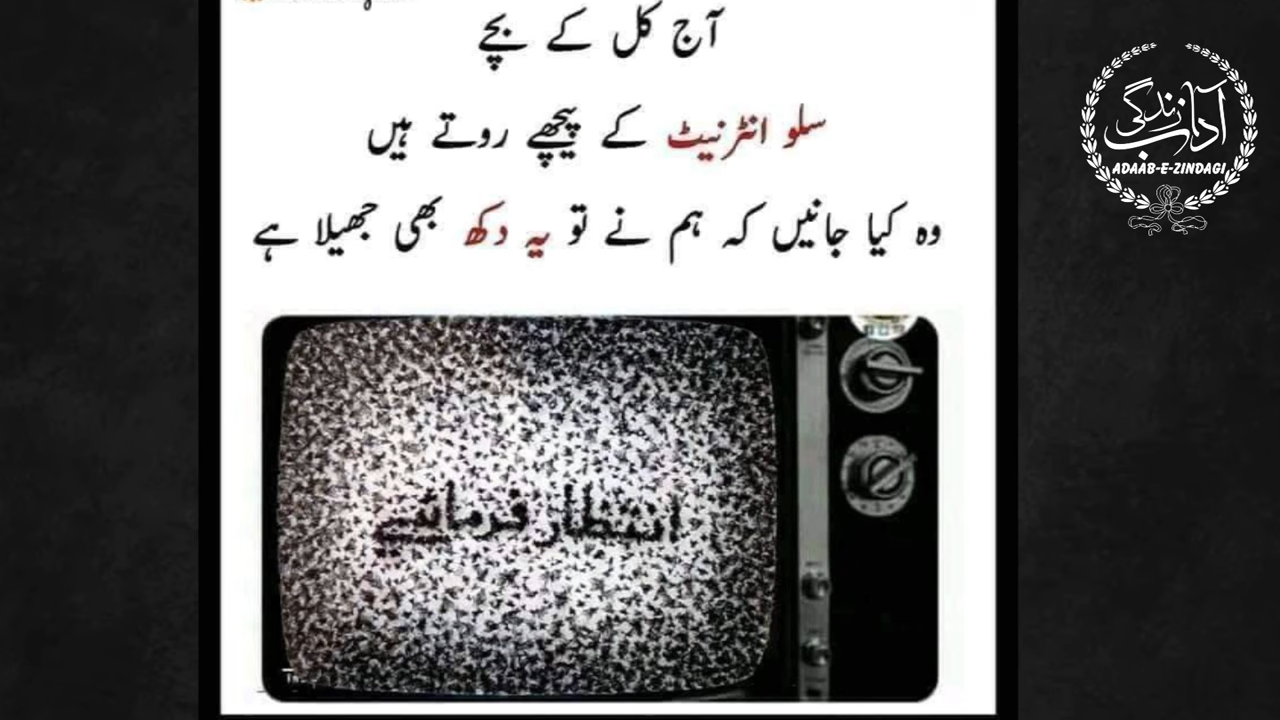 آج کل کے بچے
سلو انٹرنیٹ کے پیچھے روتے ہیں
وہ کیا جانیں کہ ہم نے تو یہ دکھ بھی جھیلا ہے
انتظار فرمائیے
آداب زندگی
ADAAB-E-ZINDAGI